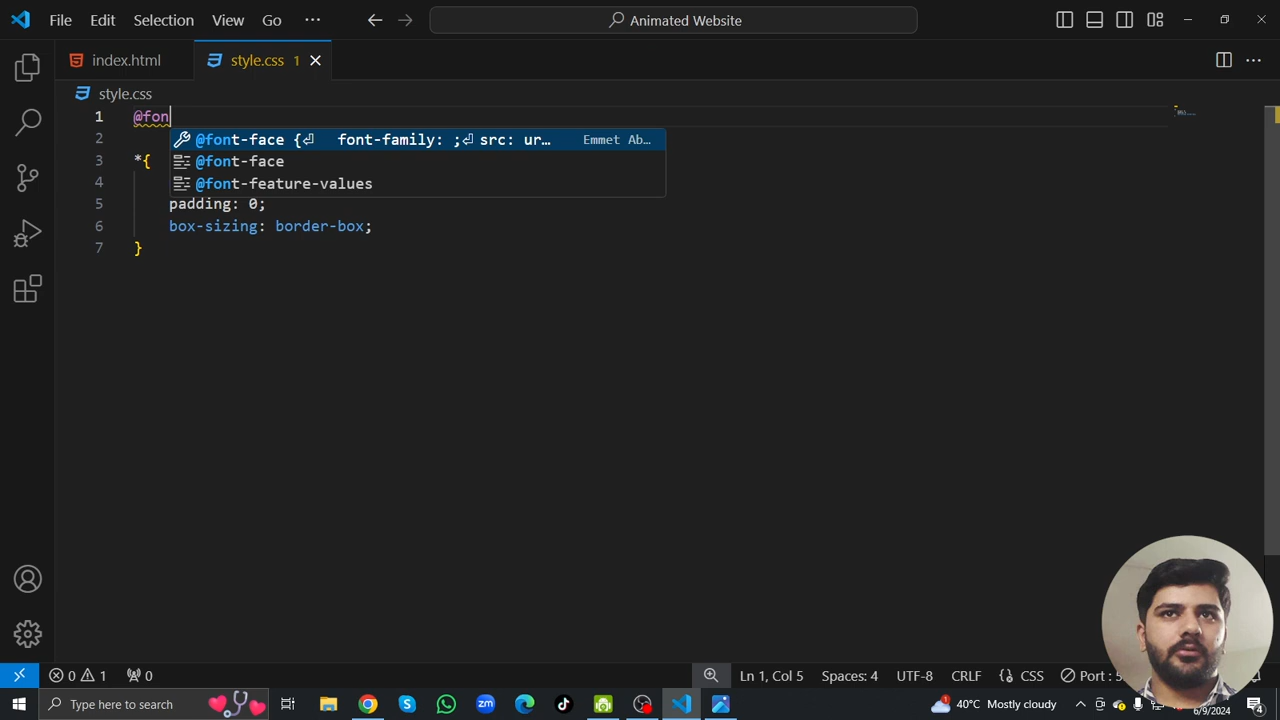 File Edit Selection View Go ··· Animated Website
index.html style.css 1
style.css
1 @fon
@font-face {⏎ font-family: ;⏎ src: ur... Emmet Ab...
@font-face
@font-feature-values
2
3 *{
4
5 padding: 0;
6 box-sizing: border-box;
7 }
0 1 0 Ln 1, Col 5 Spaces: 4 UTF-8 CRLF {} CSS Port : 5
Type here to search 40°C Mostly cloudy 6/9/2024 4